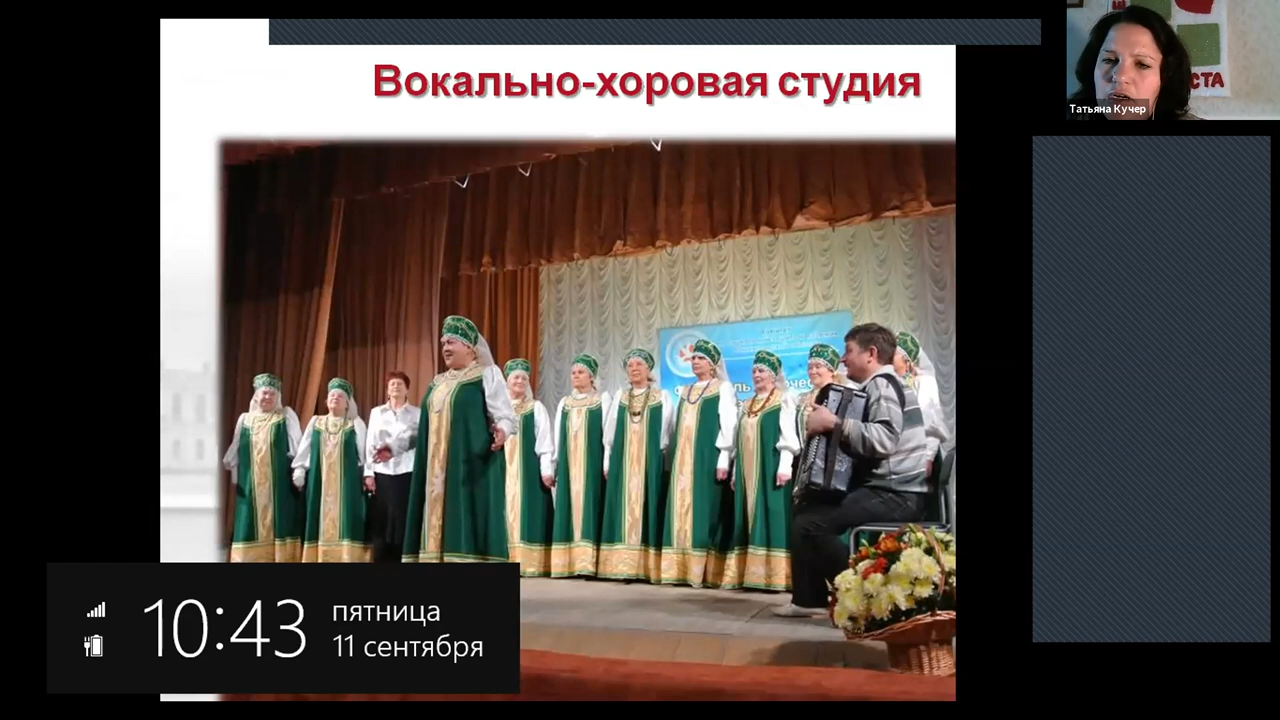 Вокально-хоровая студия
СТА
Татьяна Кучер
10:43
пятница
11 сентября